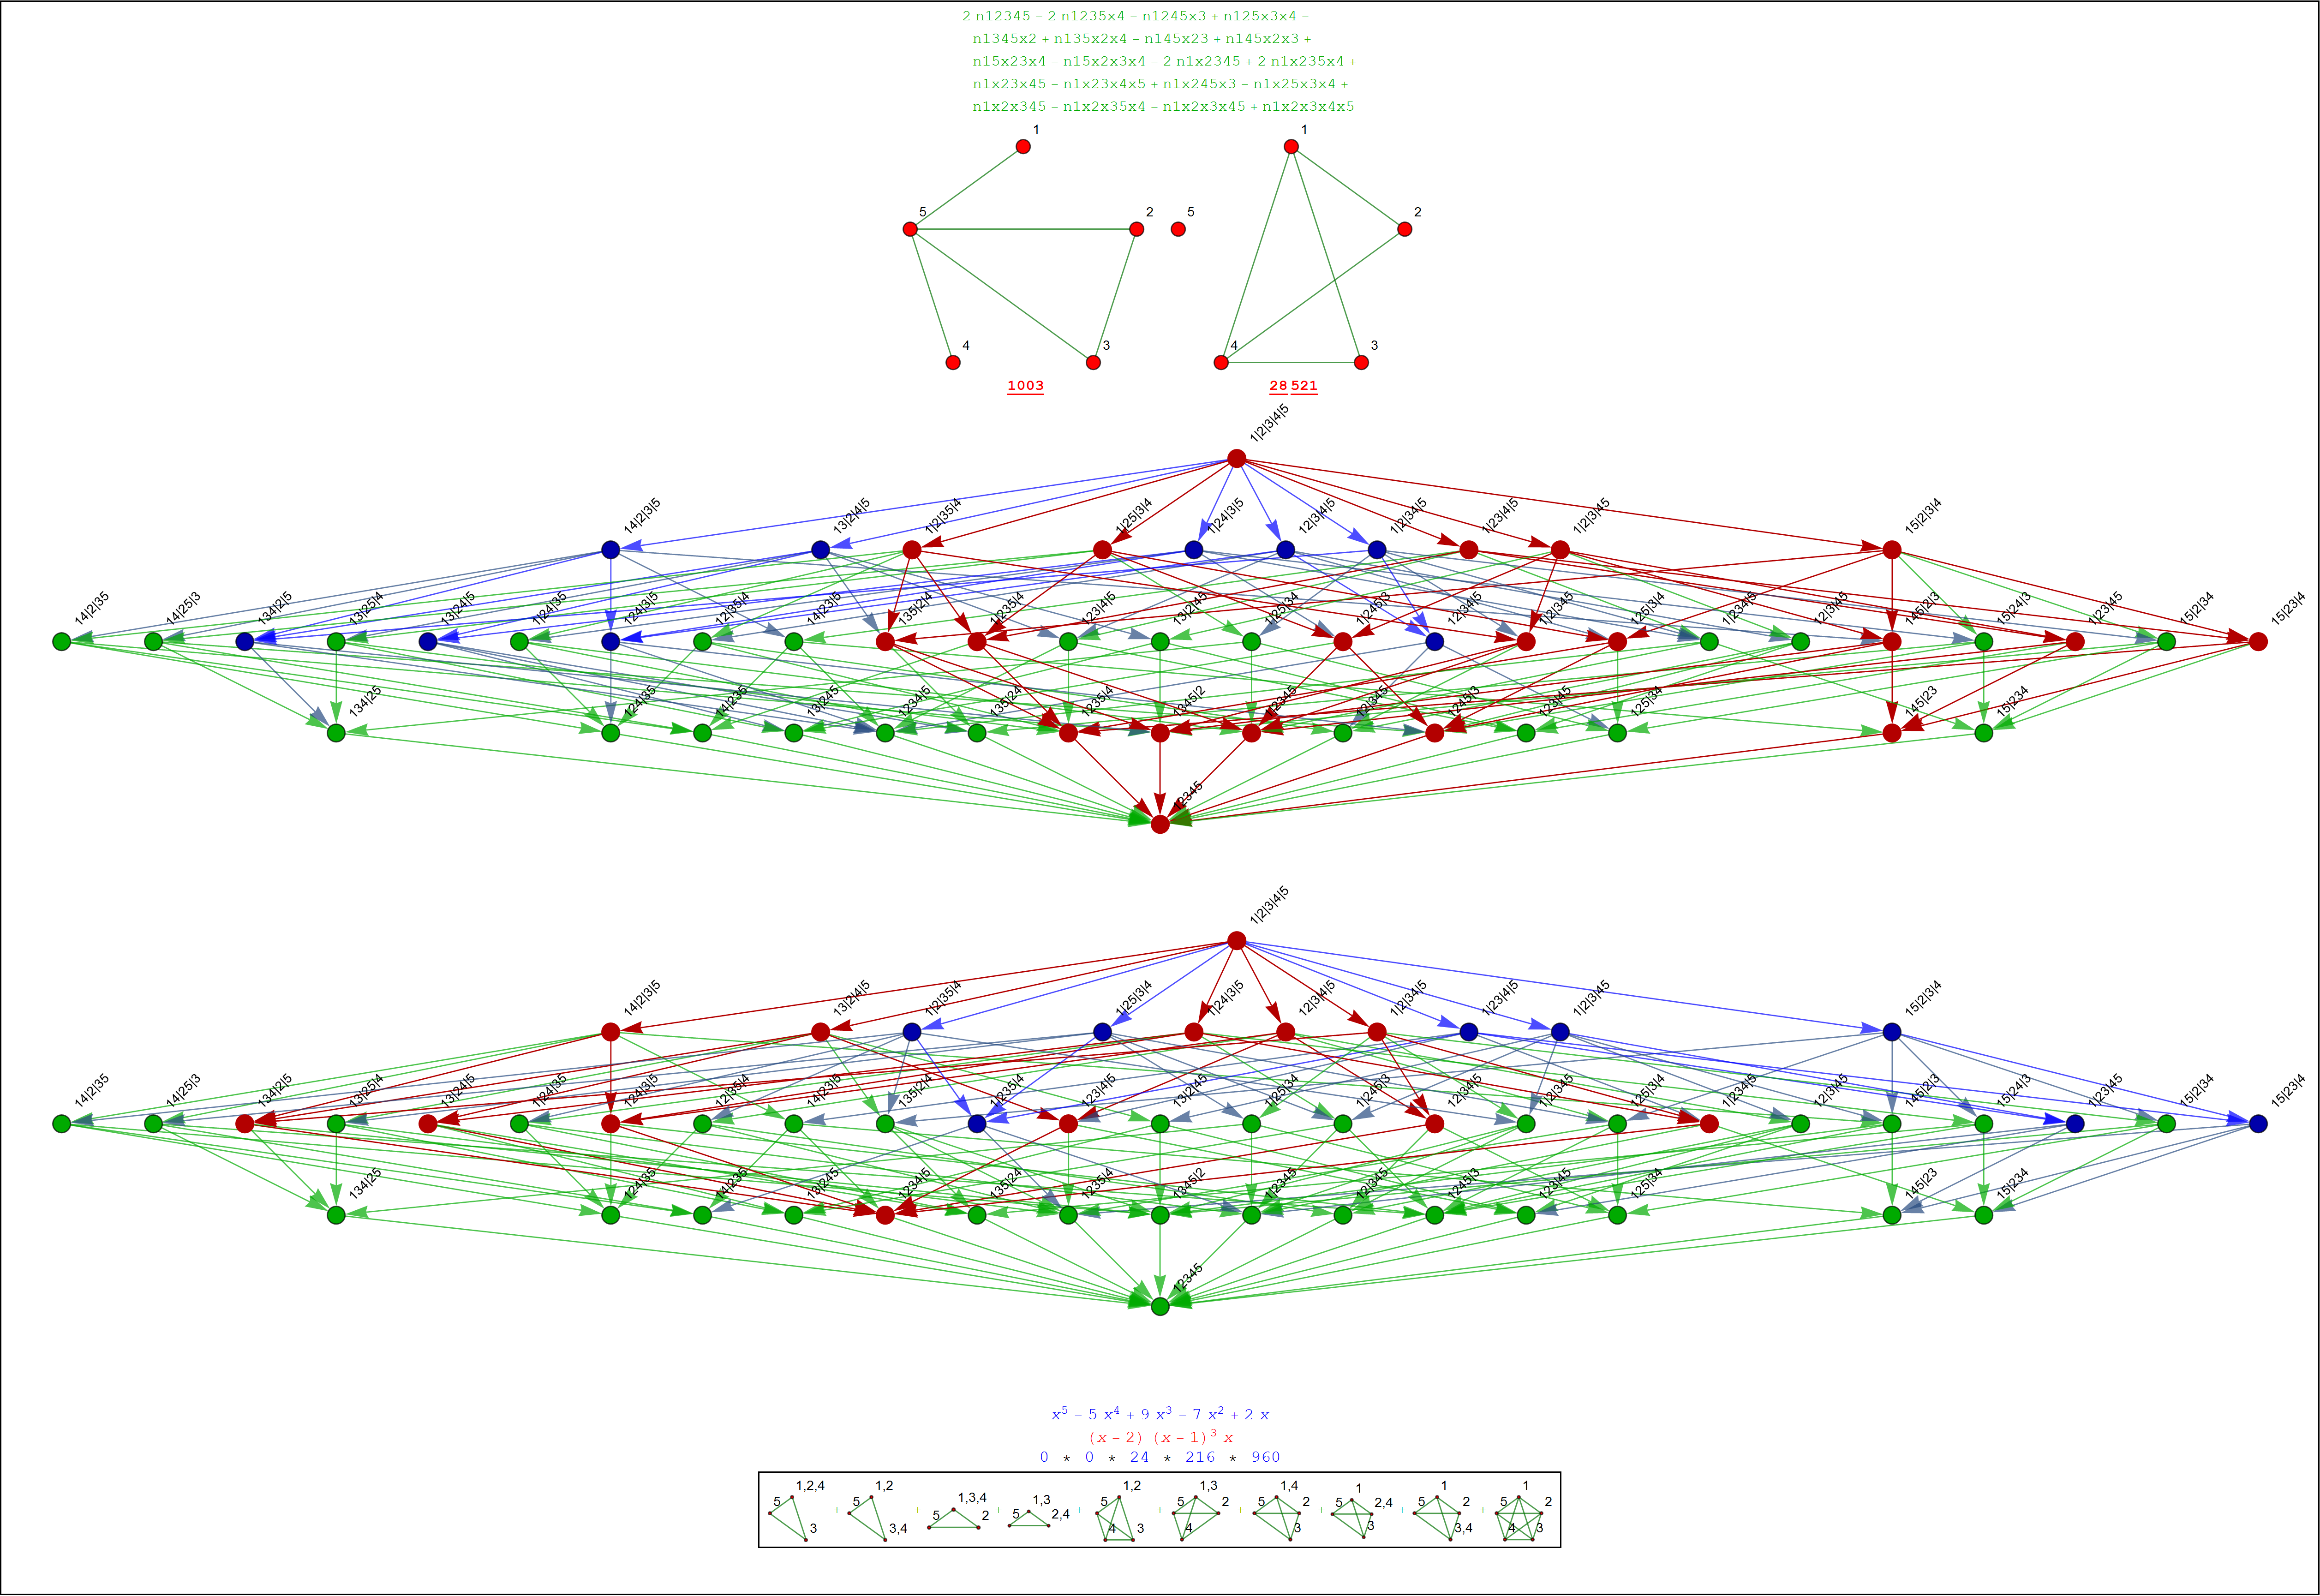 2 n12345 − 2 n1235x4 − n1245x3 + n125x3x4 −
n1345x2 + n135x2x4 − n145x23 + n145x2x3 +
n15x23x4 − n15x2x3x4 − 2 n1x2345 + 2 n1x235x4 +
n1x23x45 − n1x23x4x5 + n1x245x3 − n1x25x3x4 +
n1x2x345 − n1x2x35x4 − n1x2x3x45 + n1x2x3x4x5
1 1
5 2 5 2
4 3 4 3
1003 28 521
1|2|3|4|5
14|2|3|5 13|2|4|5 1|2|35|4 1|25|3|4 1|24|3|5 12|3|4|5 1|2|34|5 1|23|4|5 1|2|3|45 15|2|3|4
14|2|35 14|25|3 134|2|5 13|25|4 13|24|5 1|24|35 124|3|5 12|35|4 14|23|5 135|2|4 1|235|4 123|4|5 13|2|45 1|25|34 1|245|3 12|34|5 1|2|345 125|3|4 1|234|5 12|3|45 145|2|3 15|24|3 1|23|45 15|2|34 15|23|4
134|25 124|35 14|235 13|245 1234|5 135|24 1235|4 1345|2 1|2345 12|345 1245|3 123|45 125|34 145|23 15|234
12345
1|2|3|4|5
14|2|3|5 13|2|4|5 1|2|35|4 1|25|3|4 1|24|3|5 12|3|4|5 1|2|34|5 1|23|4|5 1|2|3|45 15|2|3|4
14|2|35 14|25|3 134|2|5 13|25|4 13|24|5 1|24|35 124|3|5 12|35|4 14|23|5 135|2|4 1|235|4 123|4|5 13|2|45 1|25|34 1|245|3 12|34|5 1|2|345 125|3|4 1|234|5 12|3|45 145|2|3 15|24|3 1|23|45 15|2|34 15|23|4
134|25 124|35 14|235 13|245 1234|5 135|24 1235|4 1345|2 1|2345 12|345 1245|3 123|45 125|34 145|23 15|234
12345
x⁵ − 5 x⁴ + 9 x³ − 7 x² + 2 x
(x − 2) (x − 1)³ x
0 * 0 * 24 * 216 * 960
5 1,2,4 3 + 5 1,2 3,4 + 5 1,3,4 2 + 5 1,3 2,4 + 5 1,2 4 3 + 5 1,3 2 4 + 5 1,4 2 3 + 5 1 2,4 3 + 5 1 2 3,4 + 5 1 2 4 3